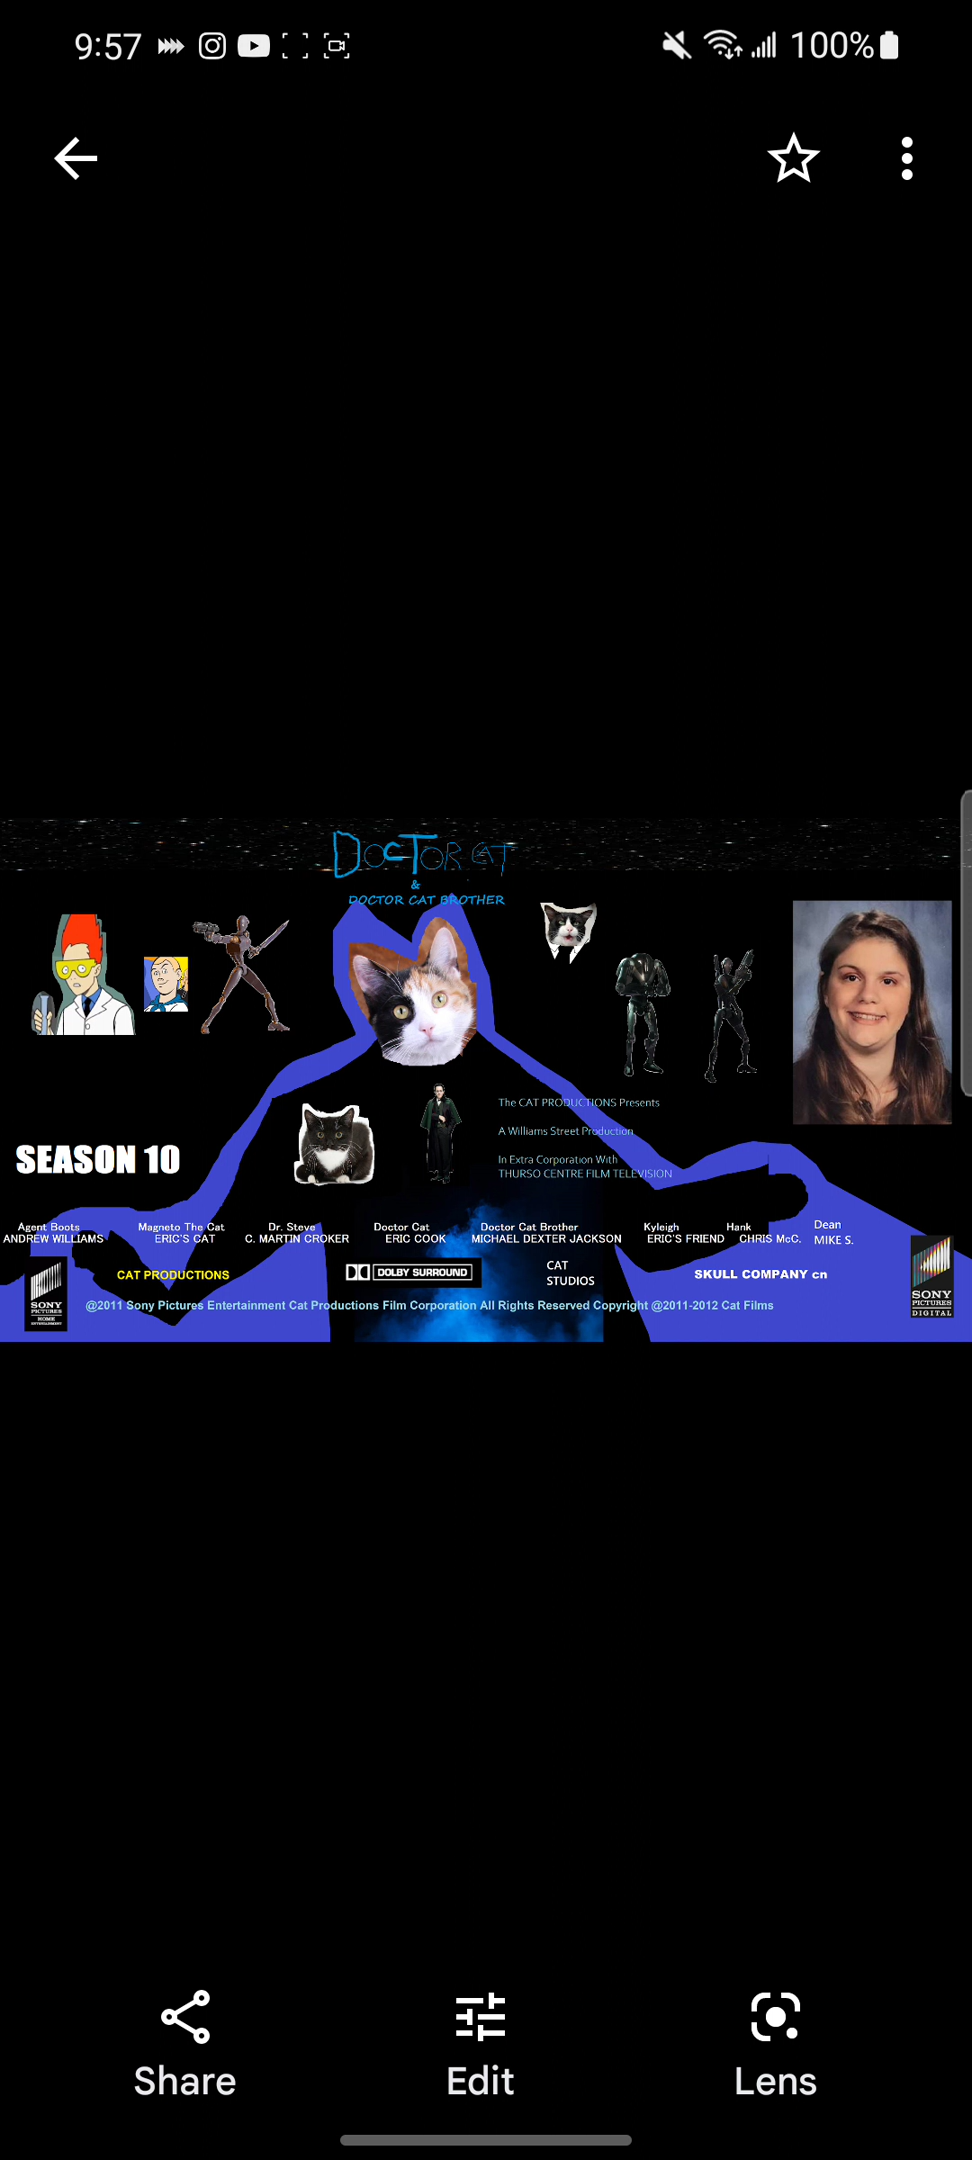 9:57
100%
DOCTOR CAT
&
DOCTOR CAT BROTHER
The CAT PRODUCTIONS Presents
A Williams Street Production
In Extra Corporation With
THURSO CENTRE FILM TELEVISION
SEASON 10
Agent Boots
ANDREW WILLIAMS
Magneto The Cat
ERIC'S CAT
Dr. Steve
C. MARTIN CROKER
Doctor Cat
ERIC COOK
Doctor Cat Brother
MICHAEL DEXTER JACKSON
Kyleigh
ERIC'S FRIEND
Hank
CHRIS McC.
Dean
MIKE S.
SONY
PICTURES
HOME
ENTERTAINMENT
CAT PRODUCTIONS
DOLBY SURROUND
CAT
STUDIOS
SKULL COMPANY cn
SONY
PICTURES
DIGITAL
@2011 Sony Pictures Entertainment Cat Productions Film Corporation All Rights Reserved Copyright @2011-2012 Cat Films
Share
Edit
Lens